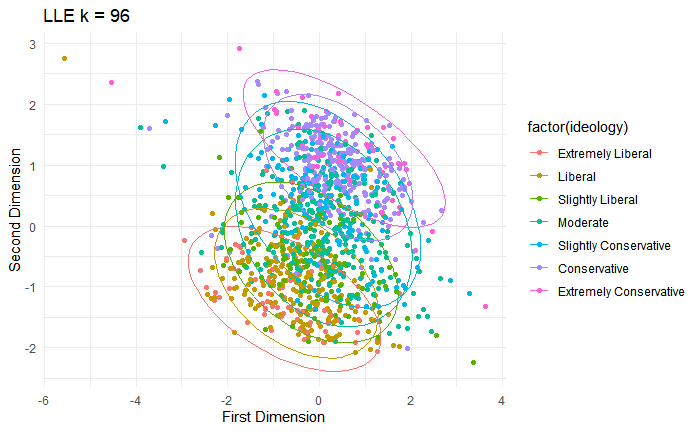 LLE k = 96
3
2
1
0
-1
-2
-6
-4
-2
0
2
4
First Dimension
Second Dimension
factor(ideology)
Extremely Liberal
Liberal
Slightly Liberal
Moderate
Slightly Conservative
Conservative
Extremely Conservative